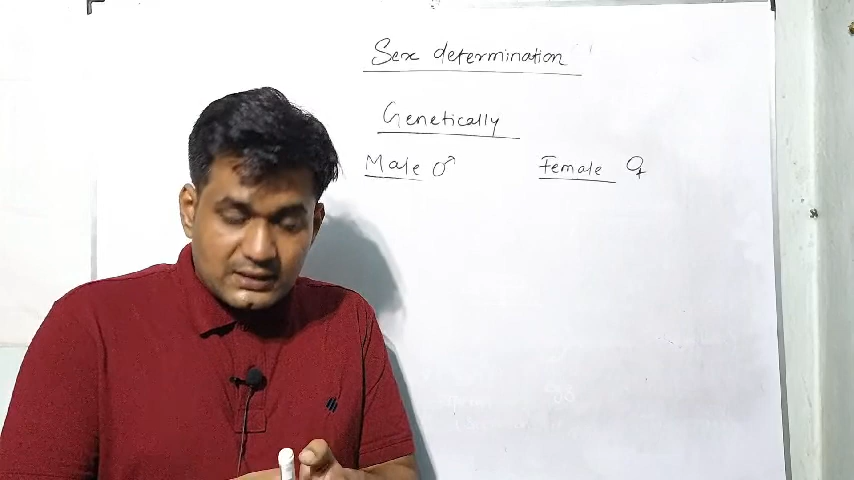 Sex determination
Genetically
Male ♂ Female ♀